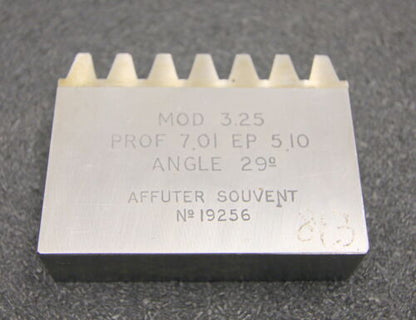 MOD 3.25
PROF 7,01 EP 5,10
ANGLE 29º
AFFUTER SOUVENT
Nº 19256